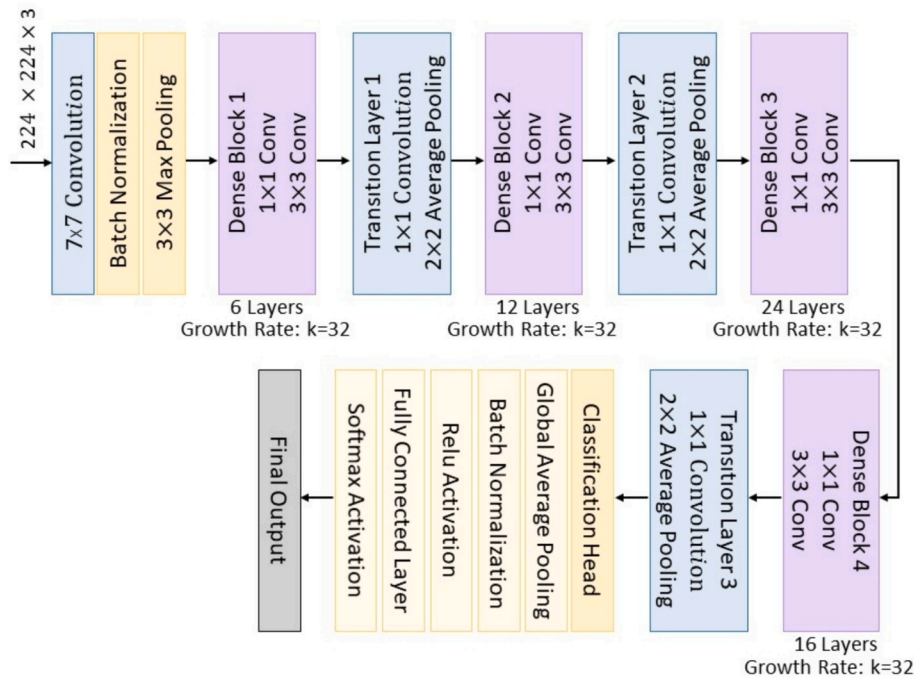 224 × 224 × 3
7x7 Convolution
Batch Normalization
3×3 Max Pooling
Dense Block 1
1×1 Conv
3×3 Conv
6 Layers
Growth Rate: k=32
Transition Layer 1
1×1 Convolution
2×2 Average Pooling
Dense Block 2
1×1 Conv
3×3 Conv
12 Layers
Growth Rate: k=32
Transition Layer 2
1×1 Convolution
2×2 Average Pooling
Dense Block 3
1×1 Conv
3×3 Conv
24 Layers
Growth Rate: k=32
Dense Block 4
1×1 Conv
3×3 Conv
16 Layers
Growth Rate: k=32
Transition Layer 3
1×1 Convolution
2×2 Average Pooling
Classification Head
Global Average Pooling
Batch Normalization
Relu Activation
Fully Connected Layer
Softmax Activation
Final Output